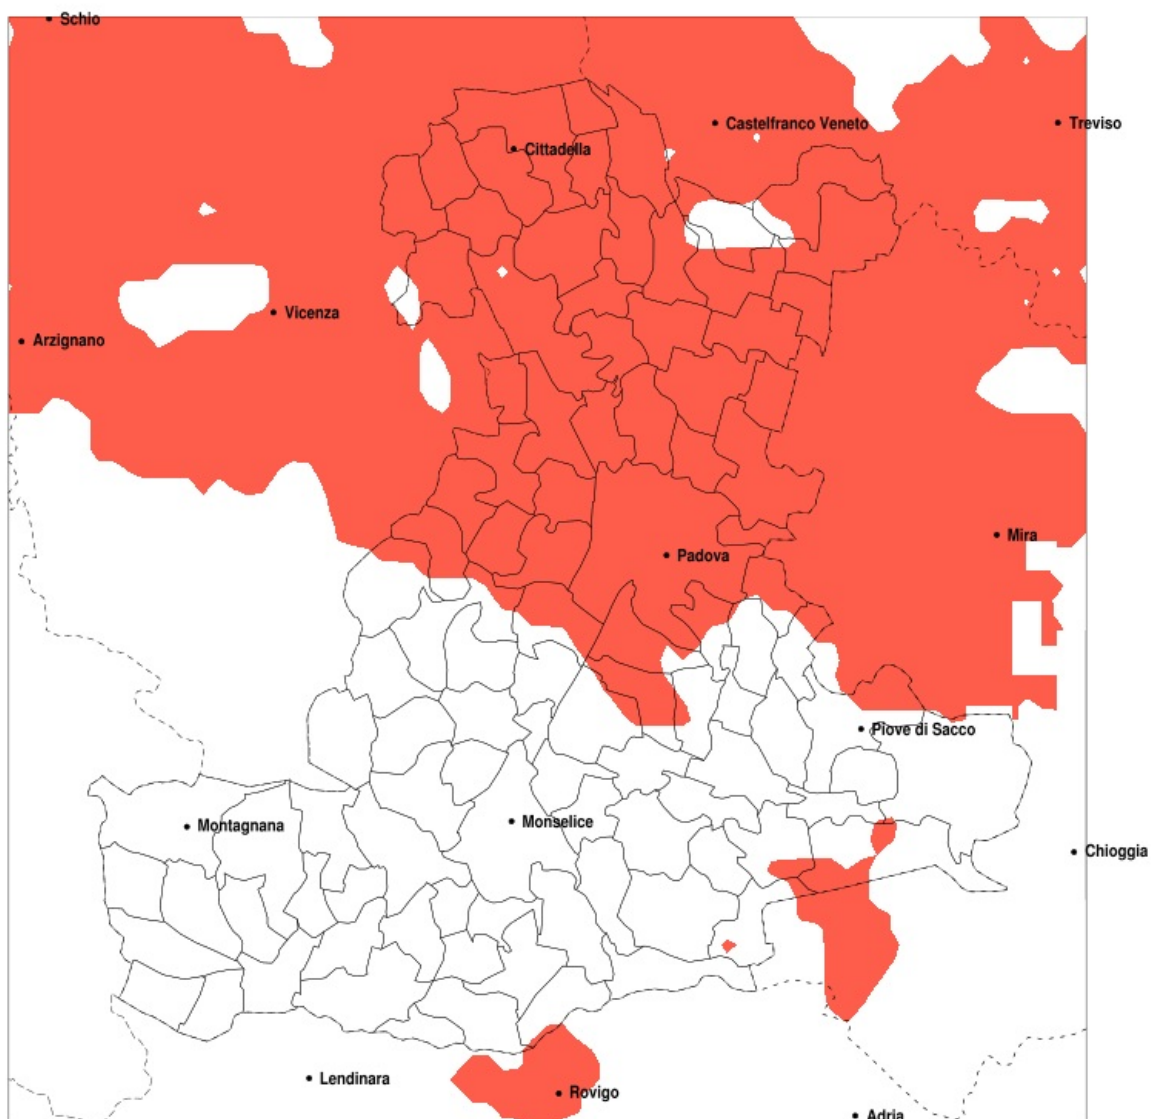 Schio
Castelfranco Veneto
Treviso
Cittadella
Vicenza
Arzignano
Mira
Padova
Piove di Sacco
Montagnana
Monselice
Chioggia
Lendinara
Rovigo
Adria